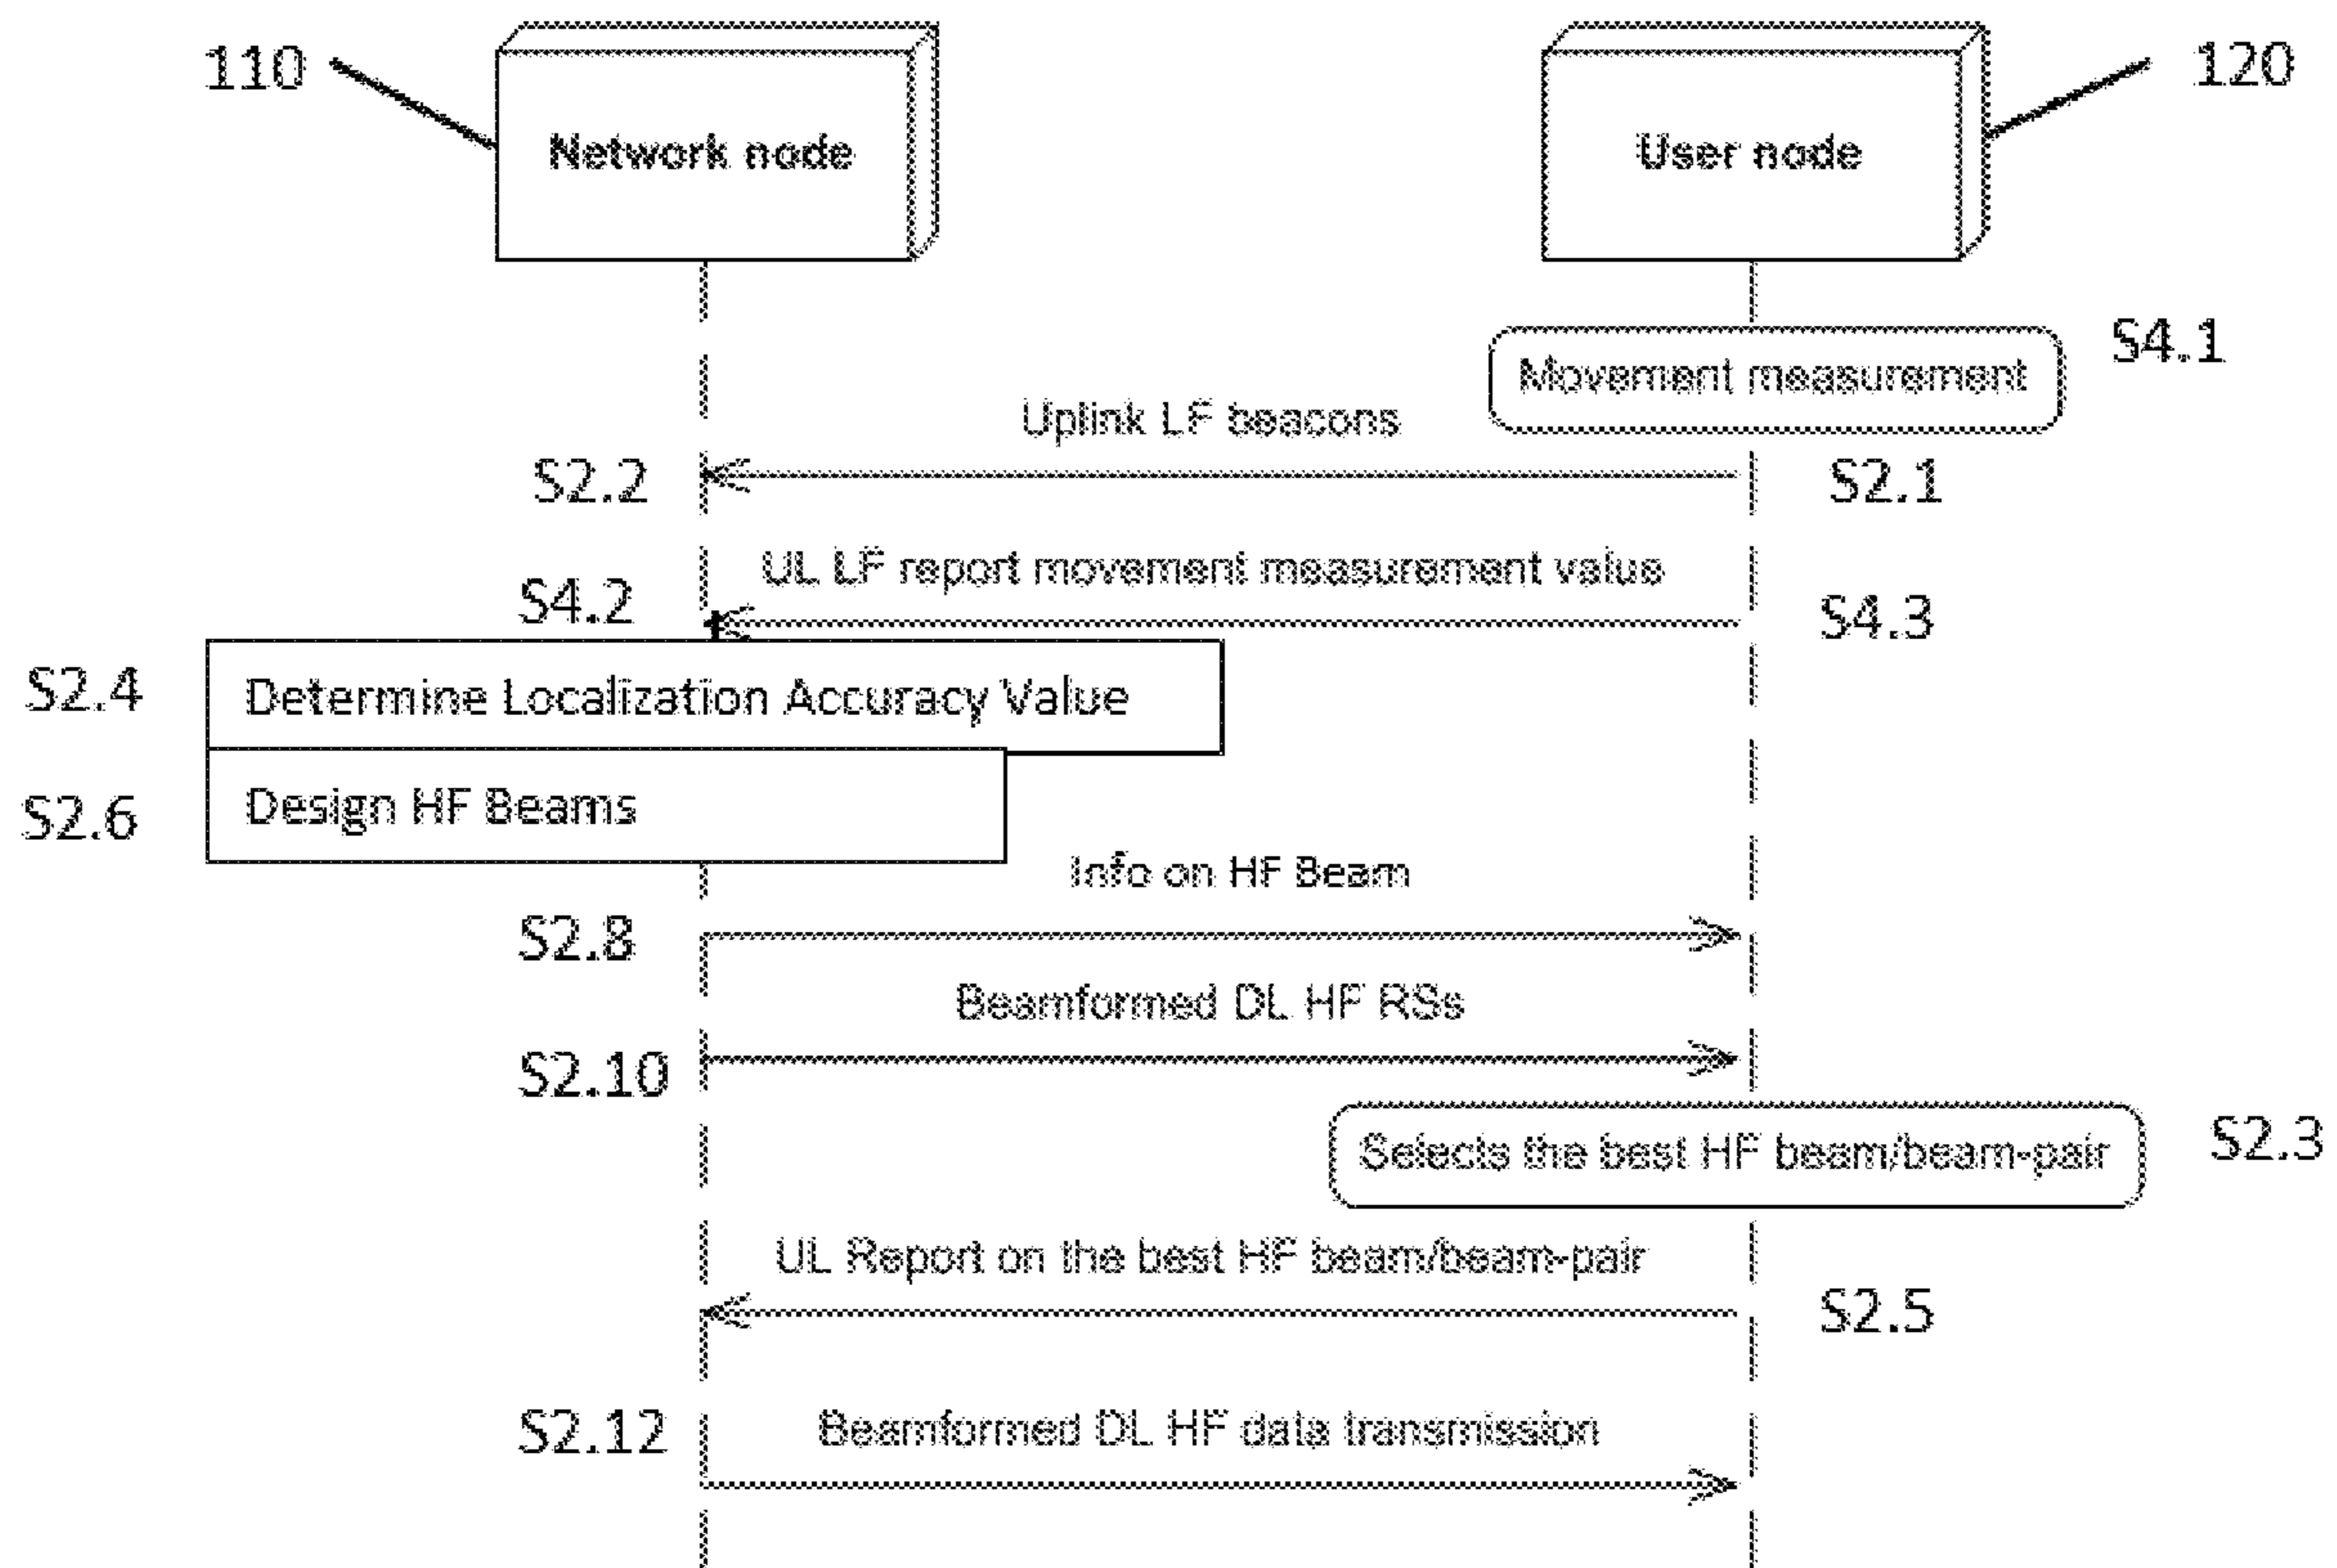 110
Network node
User node
120
S4.1
Movement measurement
Uplink LF beacons
S2.2
S2.1
UL LF report movement measurement value
S4.2
S4.3
S2.4
Determine Localization Accuracy Value
S2.6
Design HF Beams
Info on HF Beam
S2.8
Beamformed DL HF RSs
S2.10
Selects the best HF beam/beam-pair
S2.3
UL Report on the best HF beam/beam-pair
S2.5
S2.12
Beamformed DL HF data transmission